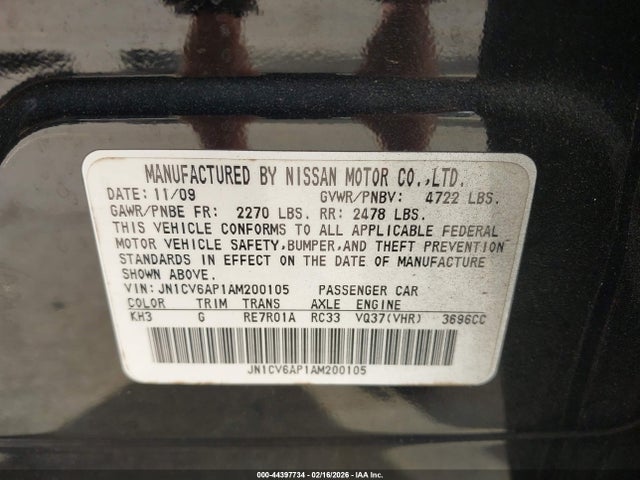 MANUFACTURED BY NISSAN MOTOR CO.,LTD.
DATE: 11/09 GVWR/PNBV: 4722 LBS.
GAWR/PNBE FR: 2270 LBS. RR: 2478 LBS.
THIS VEHICLE CONFORMS TO ALL APPLICABLE FEDERAL
MOTOR VEHICLE SAFETY,BUMPER,AND THEFT PREVENTION
STANDARDS IN EFFECT ON THE DATE OF MANUFACTURE
SHOWN ABOVE.
VIN: JN1CV6AP1AM200105 PASSENGER CAR
COLOR TRIM TRANS AXLE ENGINE
KH3 G RE7R01A RC33 VQ37(VHR) 3696CC
JN1CV6AP1AM200105
000-44397734 - 02/16/2026 - IAA Inc.